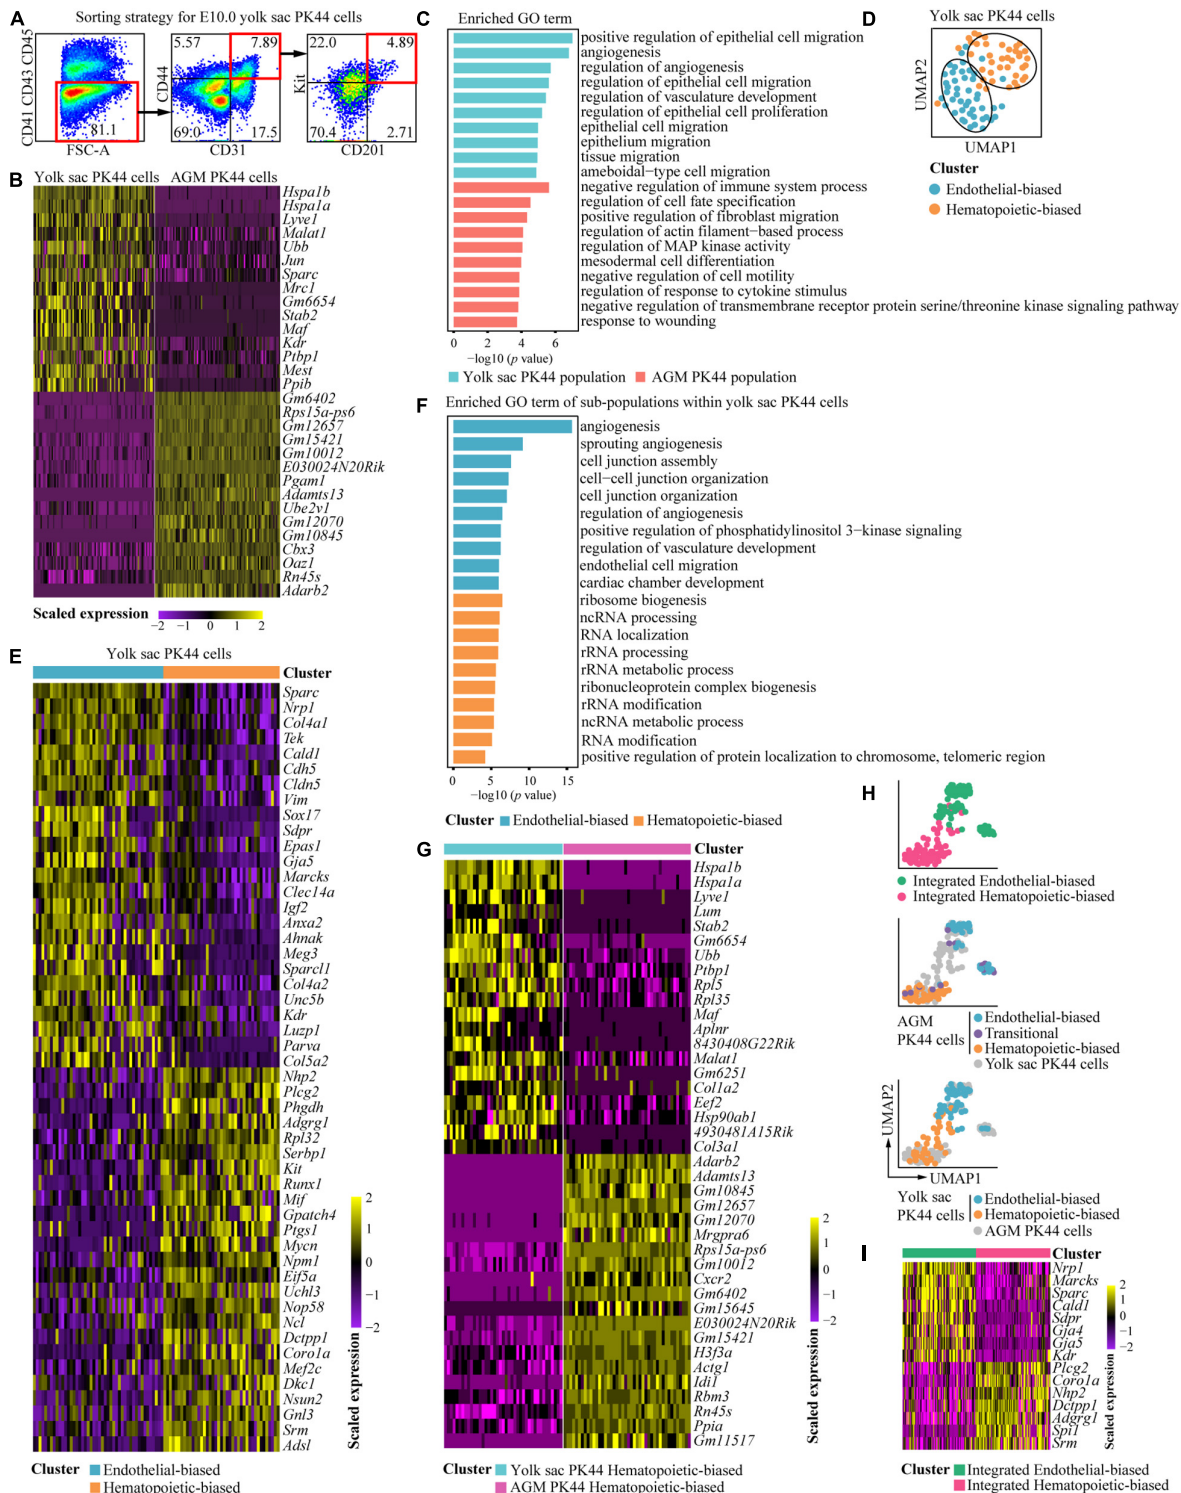 A
Sorting strategy for E10.0 yolk sac PK44 cells
CD41 CD43 CD45
81.1
FSC-A
5.57
7.89
CD44
69.0
17.5
CD31
22.0
4.89
Kit
70.4
2.71
CD201
B
Yolk sac PK44 cells
AGM PK44 cells
Hspa1b
Hspa1a
Lyve1
Malat1
Ubb
Jun
Sparc
Mrc1
Gm6654
Stab2
Maf
Kdr
Ptbp1
Mest
Ppib
Gm6402
Rps15a-ps6
Gm12657
Gm15421
Gm10012
E030024N20Rik
Pgam1
Adamts13
Ube2v1
Gm12070
Gm10845
Cbx3
Oaz1
Rn45s
Adarb2
Scaled expression
−2 −1 0 1 2
C
Enriched GO term
positive regulation of epithelial cell migration
angiogenesis
regulation of angiogenesis
regulation of epithelial cell migration
regulation of vasculature development
regulation of epithelial cell proliferation
epithelial cell migration
epithelium migration
tissue migration
ameboidal−type cell migration
negative regulation of immune system process
regulation of cell fate specification
positive regulation of fibroblast migration
regulation of actin filament−based process
regulation of MAP kinase activity
mesodermal cell differentiation
negative regulation of cell motility
regulation of response to cytokine stimulus
negative regulation of transmembrane receptor protein serine/threonine kinase signaling pathway
response to wounding
0 2 4 6
−log10 (p value)
Yolk sac PK44 population
AGM PK44 population
D
Yolk sac PK44 cells
UMAP2
UMAP1
Cluster
Endothelial-biased
Hematopoietic-biased
E
Yolk sac PK44 cells
Cluster
Sparc
Nrp1
Col4a1
Tek
Cald1
Cdh5
Cldn5
Vim
Sox17
Sdpr
Epas1
Gja5
Marcks
Clec14a
Igf2
Anxa2
Ahnak
Meg3
Sparcl1
Col4a2
Unc5b
Kdr
Luzp1
Parva
Col5a2
Nhp2
Plcg2
Phgdh
Adgrg1
Rpl32
Serbp1
Kit
Runx1
Mif
Gpatch4
Ptgs1
Mycn
Npm1
Eif5a
Uchl3
Nop58
Ncl
Dctpp1
Coro1a
Mef2c
Dkc1
Nsun2
Gnl3
Srm
Adsl
2
1
0
−1
−2
Scaled expression
Cluster
Endothelial-biased
Hematopoietic-biased
F
Enriched GO term of sub-populations within yolk sac PK44 cells
angiogenesis
sprouting angiogenesis
cell junction assembly
cell−cell junction organization
cell junction organization
regulation of angiogenesis
positive regulation of phosphatidylinositol 3−kinase signaling
regulation of vasculature development
endothelial cell migration
cardiac chamber development
ribosome biogenesis
ncRNA processing
RNA localization
rRNA processing
rRNA metabolic process
ribonucleoprotein complex biogenesis
rRNA modification
ncRNA metabolic process
RNA modification
positive regulation of protein localization to chromosome, telomeric region
0 5 10 15
−log10 (p value)
Cluster
Endothelial-biased
Hematopoietic-biased
G
Cluster
Hspa1b
Hspa1a
Lyve1
Lum
Stab2
Gm6654
Ubb
Ptbp1
Rpl5
Rpl35
Maf
Aplnr
8430408G22Rik
Malat1
Gm6251
Col1a2
Eef2
Hsp90ab1
4930481A15Rik
Col3a1
Adarb2
Adamts13
Gm10845
Gm12657
Gm12070
Mrgpra6
Rps15a-ps6
Gm10012
Cxcr2
Gm6402
Gm15645
E030024N20Rik
Gm15421
H3f3a
Actg1
Idi1
Rbm3
Rn45s
Ppia
Gm11517
2
1
0
−1
−2
Scaled expression
Cluster
Yolk sac PK44 Hematopoietic-biased
AGM PK44 Hematopoietic-biased
H
Integrated Endothelial-biased
Integrated Hematopoietic-biased
AGM PK44 cells
Endothelial-biased
Transitional
Hematopoietic-biased
Yolk sac PK44 cells
UMAP2
UMAP1
Yolk sac PK44 cells
Endothelial-biased
Hematopoietic-biased
AGM PK44 cells
I
Cluster
Nrp1
Marcks
Sparc
Cald1
Sdpr
Gja4
Gja5
Kdr
Plcg2
Coro1a
Nhp2
Dctpp1
Adgrg1
Spi1
Srm
2
1
0
−1
−2
Scaled expression
Cluster
Integrated Endothelial-biased
Integrated Hematopoietic-biased